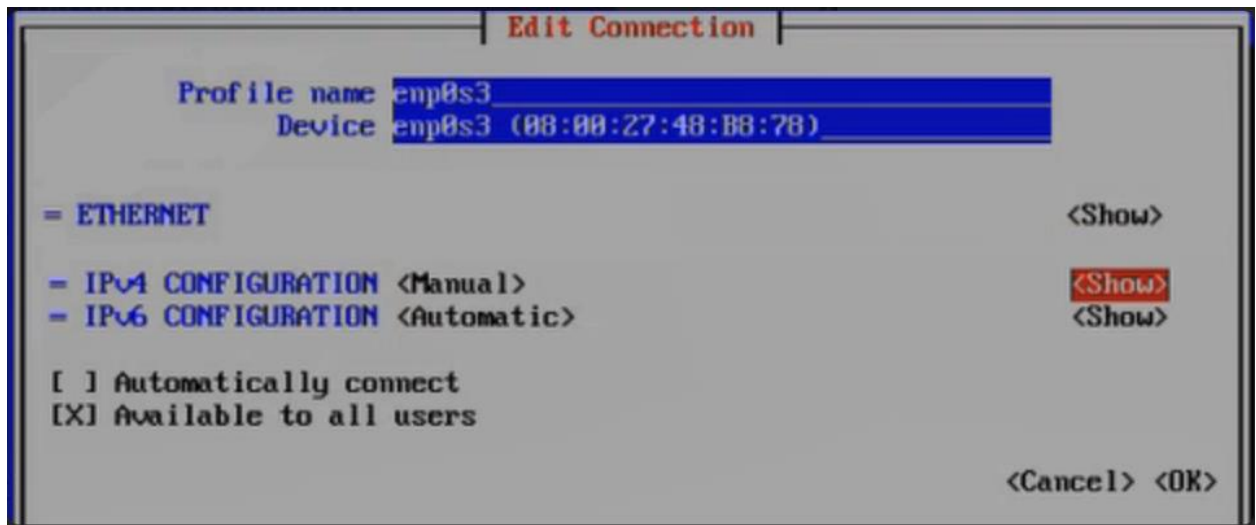 Edit Connection
Profile name enp0s3
Device enp0s3 (08:00:27:48:B8:78)
= ETHERNET <Show>
= IPv4 CONFIGURATION <Manual> <Show>
= IPv6 CONFIGURATION <Automatic> <Show>
[ ] Automatically connect
[X] Available to all users
<Cancel> <OK>